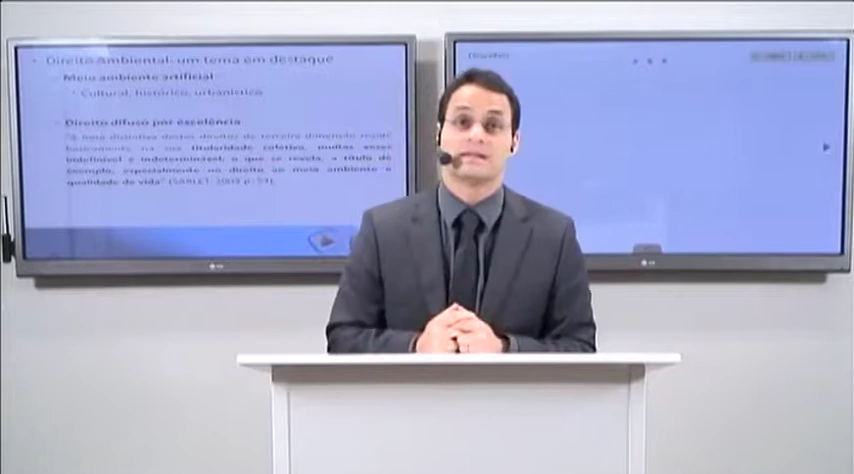 Direito Ambiental: um tema em destaque
Meio ambiente artificial
Cultural, histórico, urbanístico
Direito difuso por excelência
"A nota distintiva destes direitos de terceira dimensão reside
basicamente na sua titularidade coletiva, muitas vezes
indefinível e indeterminável, o que se revela, a título de
exemplo, especialmente no direito ao meio ambiente e
qualidade de vida" (SARLET,
LG
LG